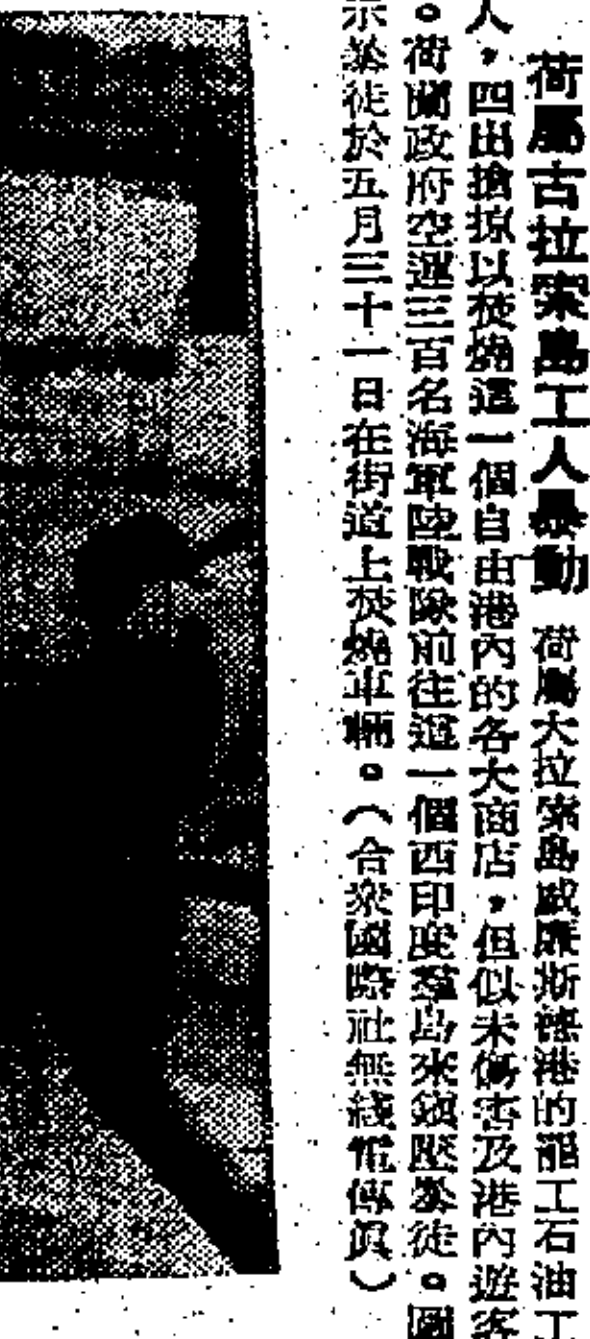 荷屬古拉索島工人暴動 荷屬大拉索島威廉斯德港的罷工石油工
人，四出搶掠以焚燒這一個自由港內的各大商店，但似未傷害及港內遊客
。荷蘭政府空運三百名海軍陸戰隊前往這一個西印度羣島來鎮壓暴徒。圖
示暴徒於五月三十一日在街道上焚燒車輛。（合衆國際社無綫電傳眞）